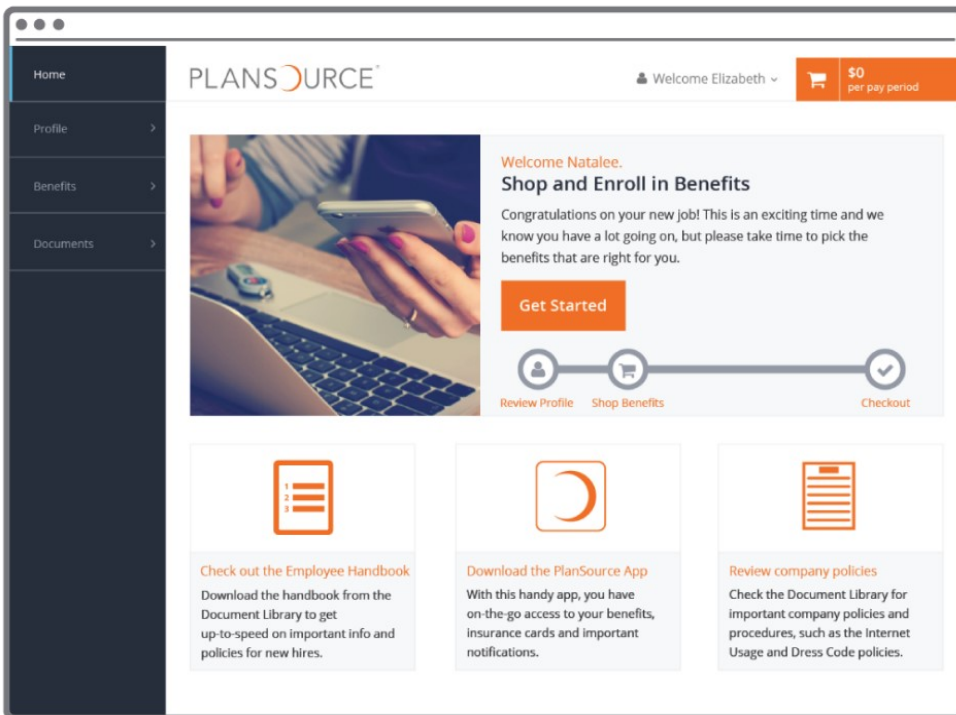 Home
PLANSOURCE
Welcome Elizabeth
$0
per pay period
Profile
Benefits
Documents
Welcome Natalee.
Shop and Enroll in Benefits
Congratulations on your new job! This is an exciting time and we
know you have a lot going on, but please take time to pick the
benefits that are right for you.
Get Started
Review Profile
Shop Benefits
Checkout
1
2
3
Check out the Employee Handbook
Download the handbook from the
Document Library to get
up-to-speed on important info and
policies for new hires.
Download the PlanSource App
With this handy app, you have
on-the-go access to your benefits,
insurance cards and important
notifications.
Review company policies
Check the Document Library for
important company policies and
procedures, such as the Internet
Usage and Dress Code policies.